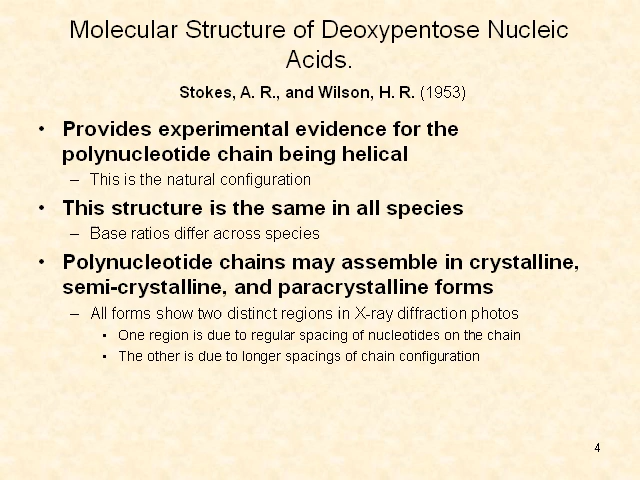 Molecular Structure of Deoxypentose Nucleic
Acids.
Stokes, A. R., and Wilson, H. R. (1953)
• Provides experimental evidence for the
polynucleotide chain being helical
– This is the natural configuration
• This structure is the same in all species
– Base ratios differ across species
• Polynucleotide chains may assemble in crystalline,
semi-crystalline, and paracrystalline forms
– All forms show two distinct regions in X-ray diffraction photos
• One region is due to regular spacing of nucleotides on the chain
• The other is due to longer spacings of chain configuration
4